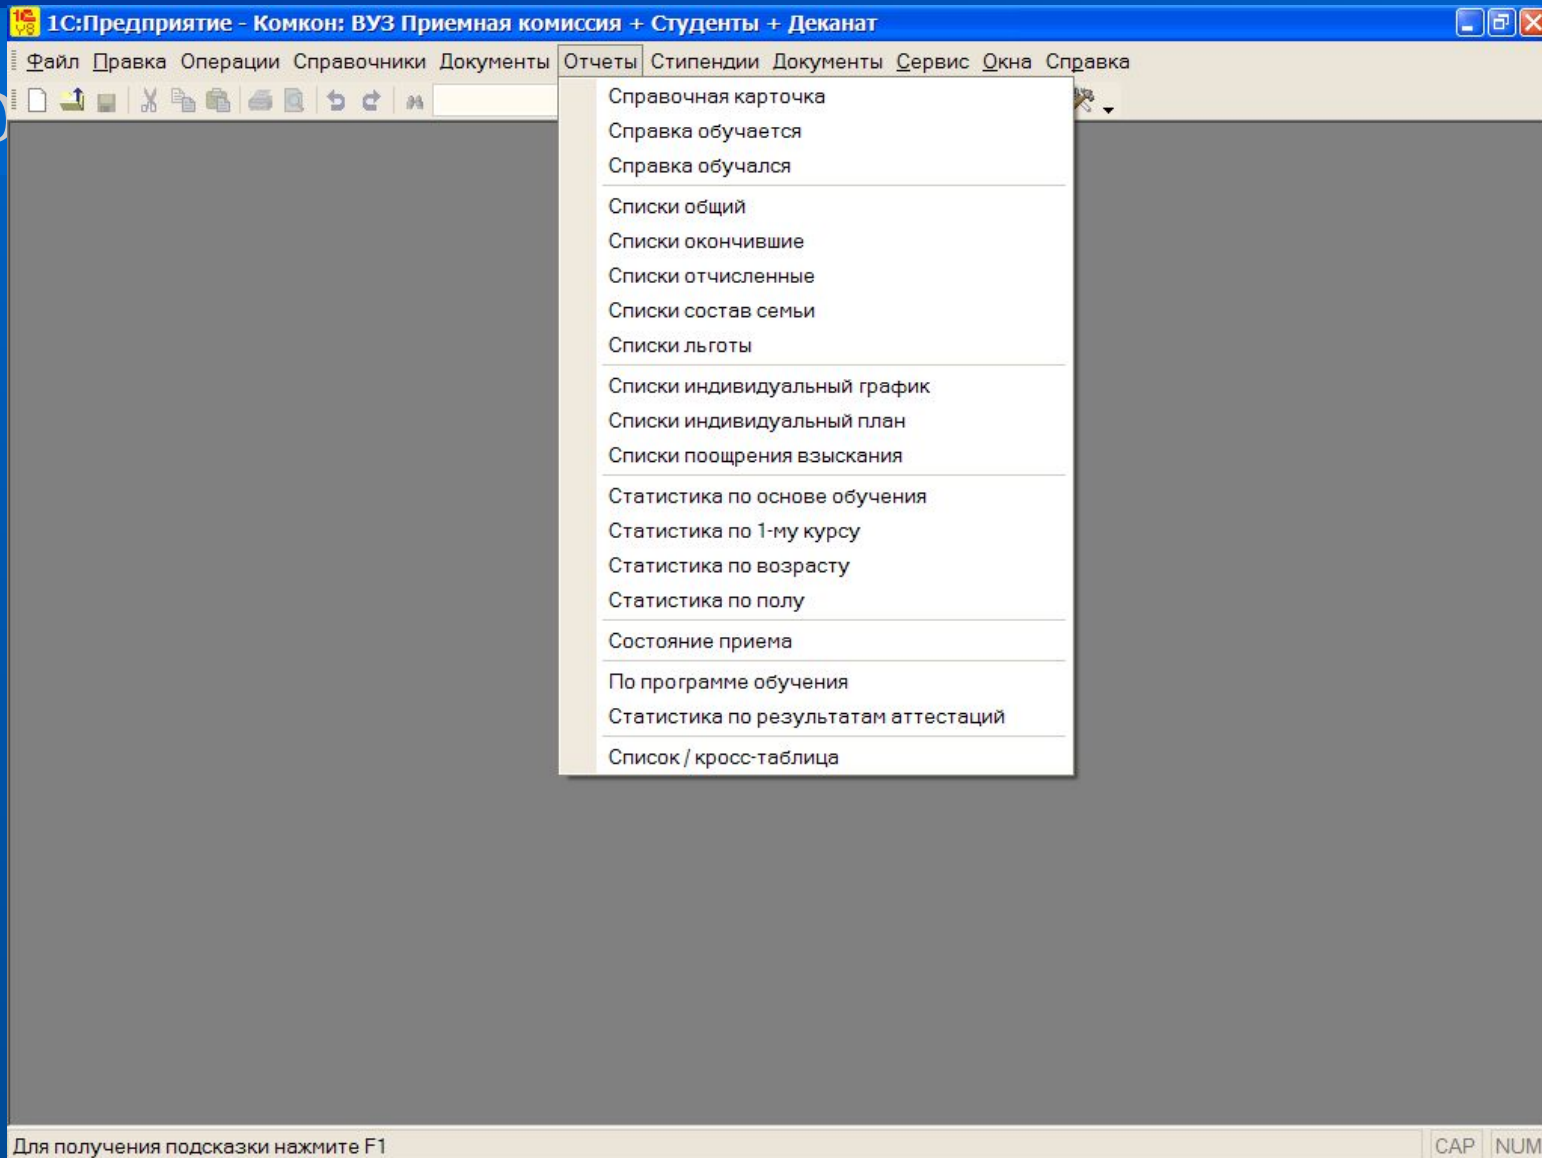 1С:Предприятие - Комкон: ВУЗ Приемная комиссия + Студенты + Деканат
Файл Правка Операции Справочники Документы Отчеты Стипендии Документы Сервис Окна Справка
Справочная карточка
Справка обучается
Справка обучался
Списки общий
Списки окончившие
Списки отчисленные
Списки состав семьи
Списки льготы
Списки индивидуальный график
Списки индивидуальный план
Списки поощрения взыскания
Статистика по основе обучения
Статистика по 1-му курсу
Статистика по возрасту
Статистика по полу
Состояние приема
По программе обучения
Статистика по результатам аттестаций
Список / кросс-таблица
Для получения подсказки нажмите F1
CAP NUM